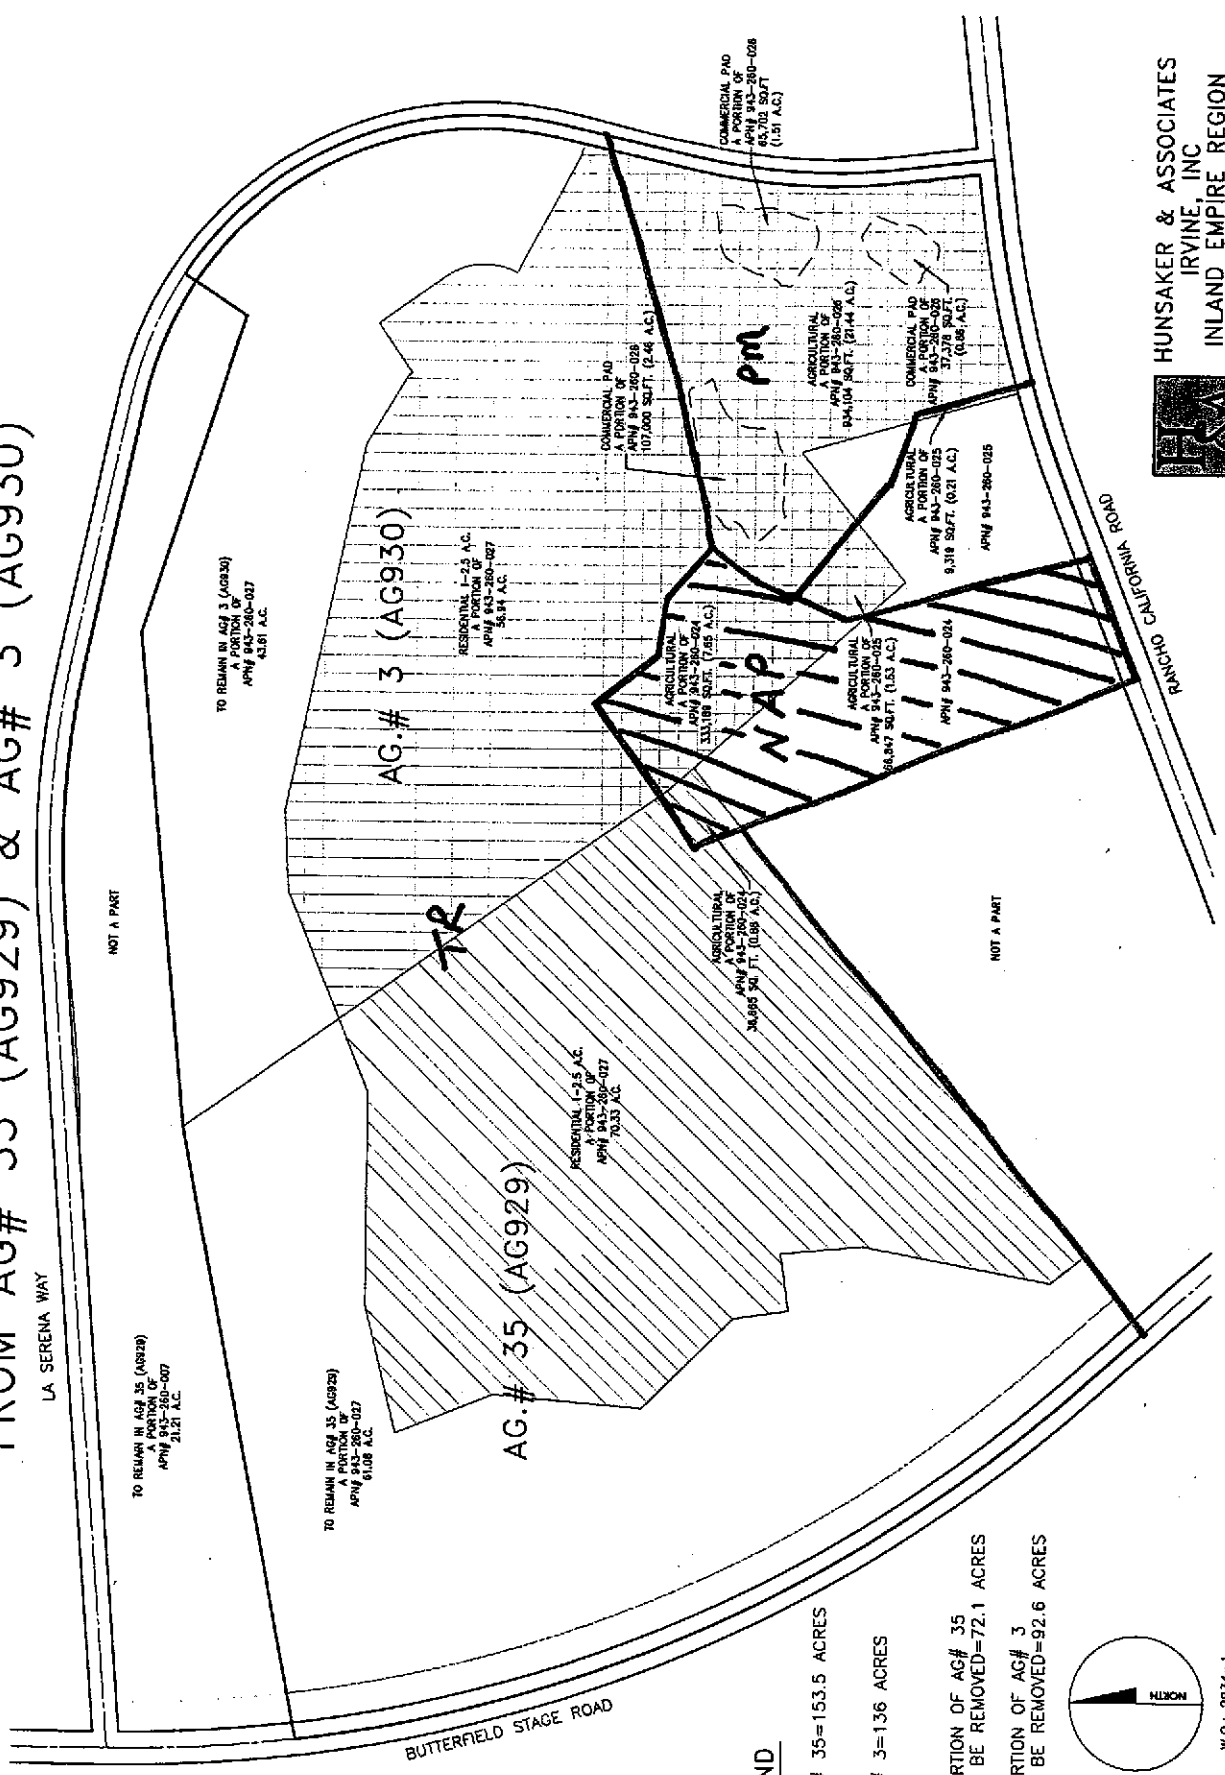 FROM AG# 35 (AG929) & AG# 3 (AG930)
LA SERENA WAY
NOT A PART
TO REMAIN IN AG# 35 (AG929)
A PORTION OF
APN# 943-260-007
21.21 A.C.
TO REMAIN IN AG# 3 (AG930)
A PORTION OF
APN# 943-260-027
43.61 A.C.
TO REMAIN IN AG# 35 (AG929)
A PORTION OF
APN# 943-260-027
61.08 A.C.
AG.# 3 (AG930)
RESIDENTIAL 1-2.5 A.C.
A PORTION OF
APN# 943-260-027
56.94 A.C.
TR
AG.# 35 (AG929)
RESIDENTIAL 1-2.5 A.C.
A PORTION OF
APN# 943-260-027
70.33 A.C.
COMMERCIAL PAD
A PORTION OF
APN# 943-260-026
107,000 SQ.FT. (2.46 A.C.)
COMMERCIAL PAD
A PORTION OF
APN# 943-260-026
65,702 SQ.FT
(1.51 A.C.)
PM
AGRICULTURAL
A PORTION OF
APN# 943-260-026
934,104 SQ.FT. (21.44 A.C.)
COMMERCIAL PAD
A PORTION OF
APN# 943-260-026
37,378 SQ.FT.
(0.86 A.C.)
AGRICULTURAL
A PORTION OF
APN# 943-260-025
9,319 SQ.FT. (0.21 A.C.)
APN# 943-260-025
AGRICULTURAL
A PORTION OF
APN# 943-260-024
333,189 SQ.FT. (7.65 A.C.)
NAP
AGRICULTURAL
A PORTION OF
APN# 943-260-025
66,847 SQ.FT. (1.53 A.C.)
APN# 943-260-024
AGRICULTURAL
A PORTION OF
APN# 943-260-024
38,865 SQ. FT. (0.88 A.C.)
NOT A PART
RANCHO CALIFORNIA ROAD
BUTTERFIELD STAGE ROAD
35=153.5 ACRES
3=136 ACRES
PORTION OF AG# 35
BE REMOVED=72.1 ACRES
PORTION OF AG# 3
BE REMOVED=92.6 ACRES
NORTH
H&A
HUNSAKER & ASSOCIATES
IRVINE, INC
INLAND EMPIRE REGION